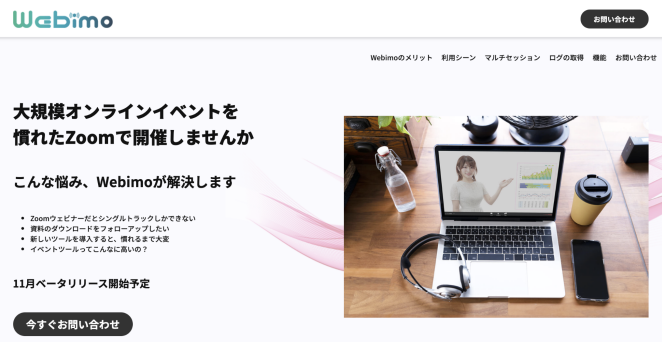 Webimo
お問い合わせ
Webimoのメリット 利用シーン マルチセッション ログの取得 機能 お問い合わせ
大規模オンラインイベントを
慣れたZoomで開催しませんか
こんな悩み、Webimoが解決します
Zoomウェビナーだとシングルトラックしかできない
資料のダウンロードをフォローアップしたい
新しいツールを導入すると、慣れるまで大変
イベントツールってこんなに高いの？
11月ベータリリース開始予定
今すぐお問い合わせ